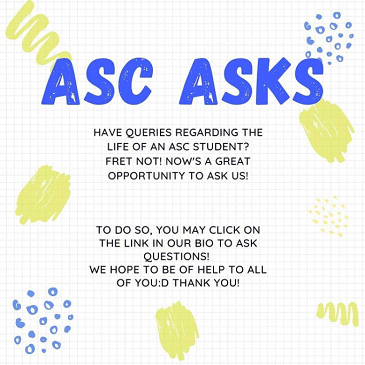 ASC ASKS
HAVE QUERIES REGARDING THE
LIFE OF AN ASC STUDENT?
FRET NOT! NOW'S A GREAT
OPPORTUNITY TO ASK US!
TO DO SO, YOU MAY CLICK ON
THE LINK IN OUR BIO TO ASK
QUESTIONS!
WE HOPE TO BE OF HELP TO ALL
OF YOU:D THANK YOU!